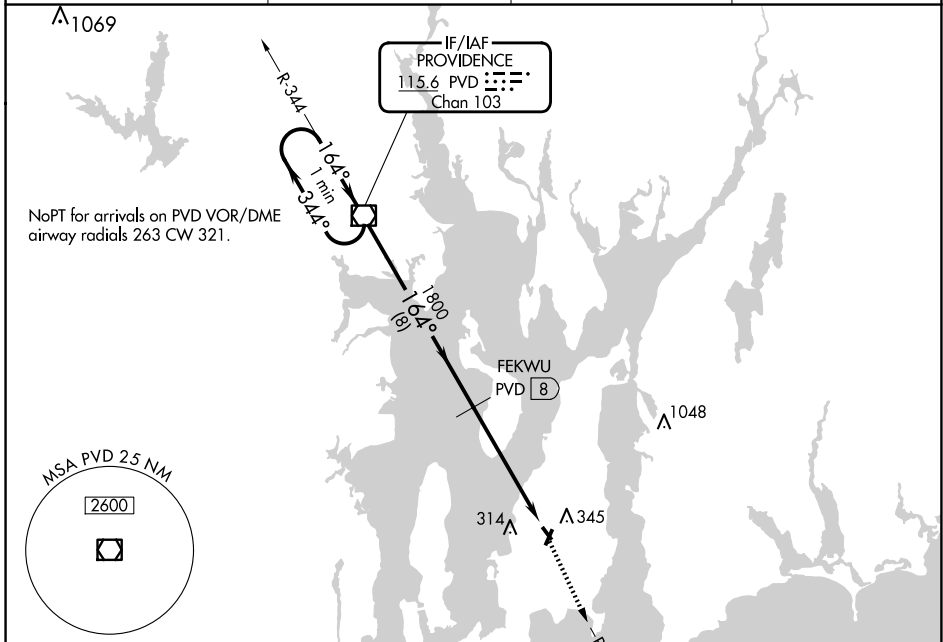 1069
IF/IAF
PROVIDENCE
115.6 PVD
Chan 103
R-344
164°
1 min
344°
NoPT for arrivals on PVD VOR/DME
airway radials 263 CW 321.
1800
164°
(8)
FEKWU
PVD 8
1048
MSA PVD 25 NM
2600
314
345